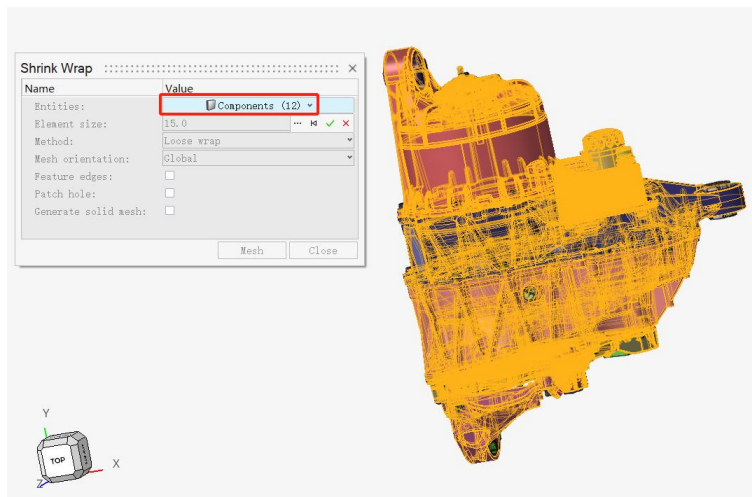 Shrink Wrap
Name Value
Entities: Components (12)
Element size: 15.0
Method: Loose wrap
Mesh orientation: Global
Feature edges:
Patch hole:
Generate solid mesh:
Mesh Close
Y
TOP
X
Z